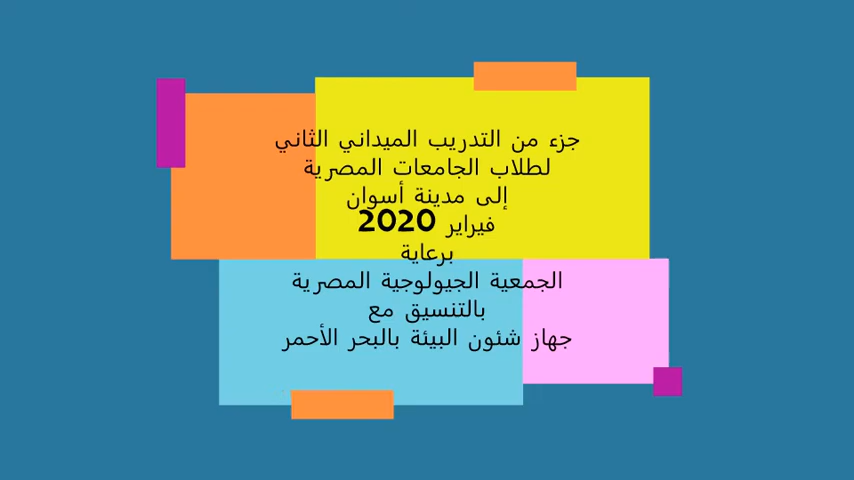 جزء من التدريب الميداني الثاني
لطلاب الجامعات المصرية
إلى مدينة أسوان
فبراير 2020
برعاية
الجمعية الجيولوجية المصرية
بالتنسيق مع
جهاز شئون البيئة بالبحر الأحمر